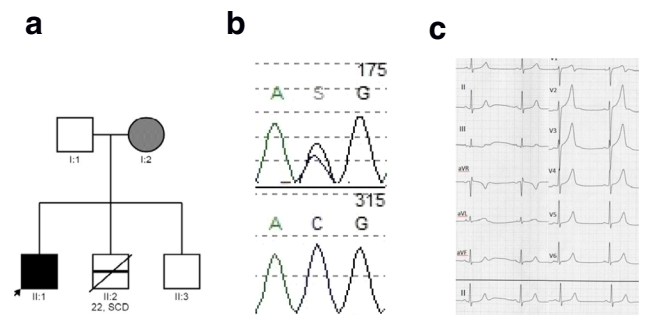 a
b
c
I:1
I:2
II:1
II:2
22, SCD
II:3
175
A S G
315
A C G
V1
II
V2
III
V3
aVR
V4
aVL
V5
aVF
V6
II